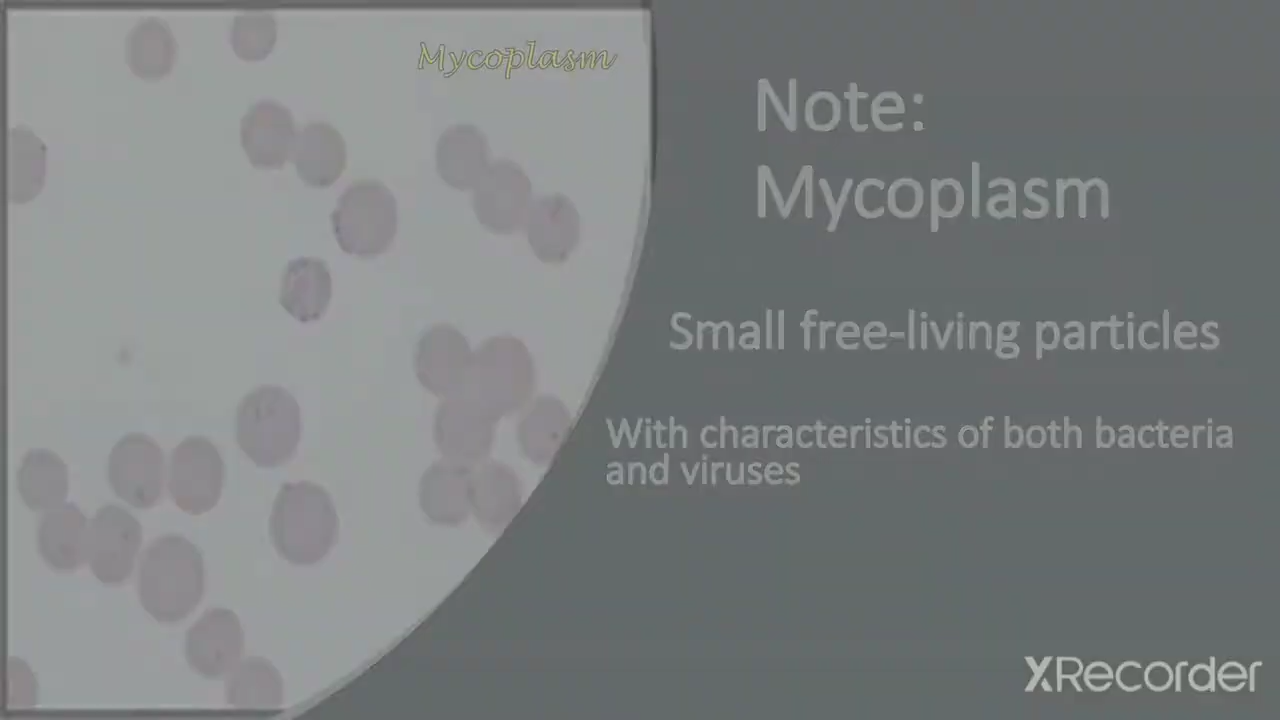 Mycoplasm
Note:
Mycoplasm
Small free-living particles
With characteristics of both bacteria
and viruses
XRecorder